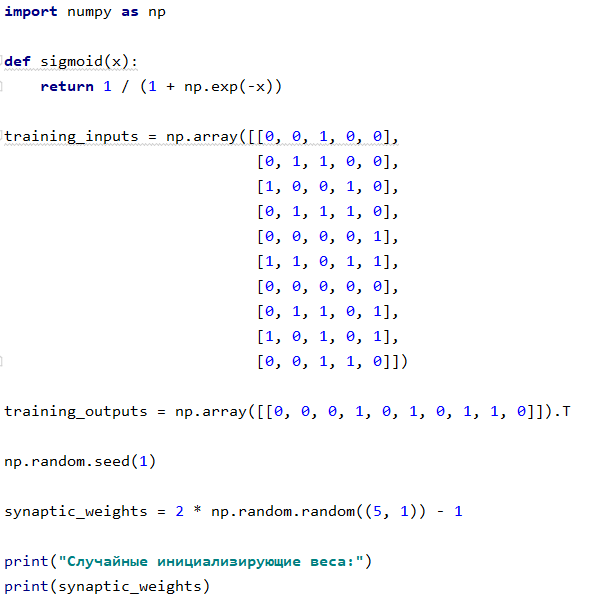 import numpy as np
def sigmoid(x):
    return 1 / (1 + np.exp(-x))
training_inputs = np.array([[0, 0, 1, 0, 0],
                            [0, 1, 1, 0, 0],
                            [1, 0, 0, 1, 0],
                            [0, 1, 1, 1, 0],
                            [0, 0, 0, 0, 1],
                            [1, 1, 0, 1, 1],
                            [0, 0, 0, 0, 0],
                            [0, 1, 1, 0, 1],
                            [1, 0, 1, 0, 1],
                            [0, 0, 1, 1, 0]])
training_outputs = np.array([[0, 0, 0, 1, 0, 1, 0, 1, 1, 0]]).T
np.random.seed(1)
synaptic_weights = 2 * np.random.random((5, 1)) - 1
print("Случайные инициализирующие веса:")
print(synaptic_weights)